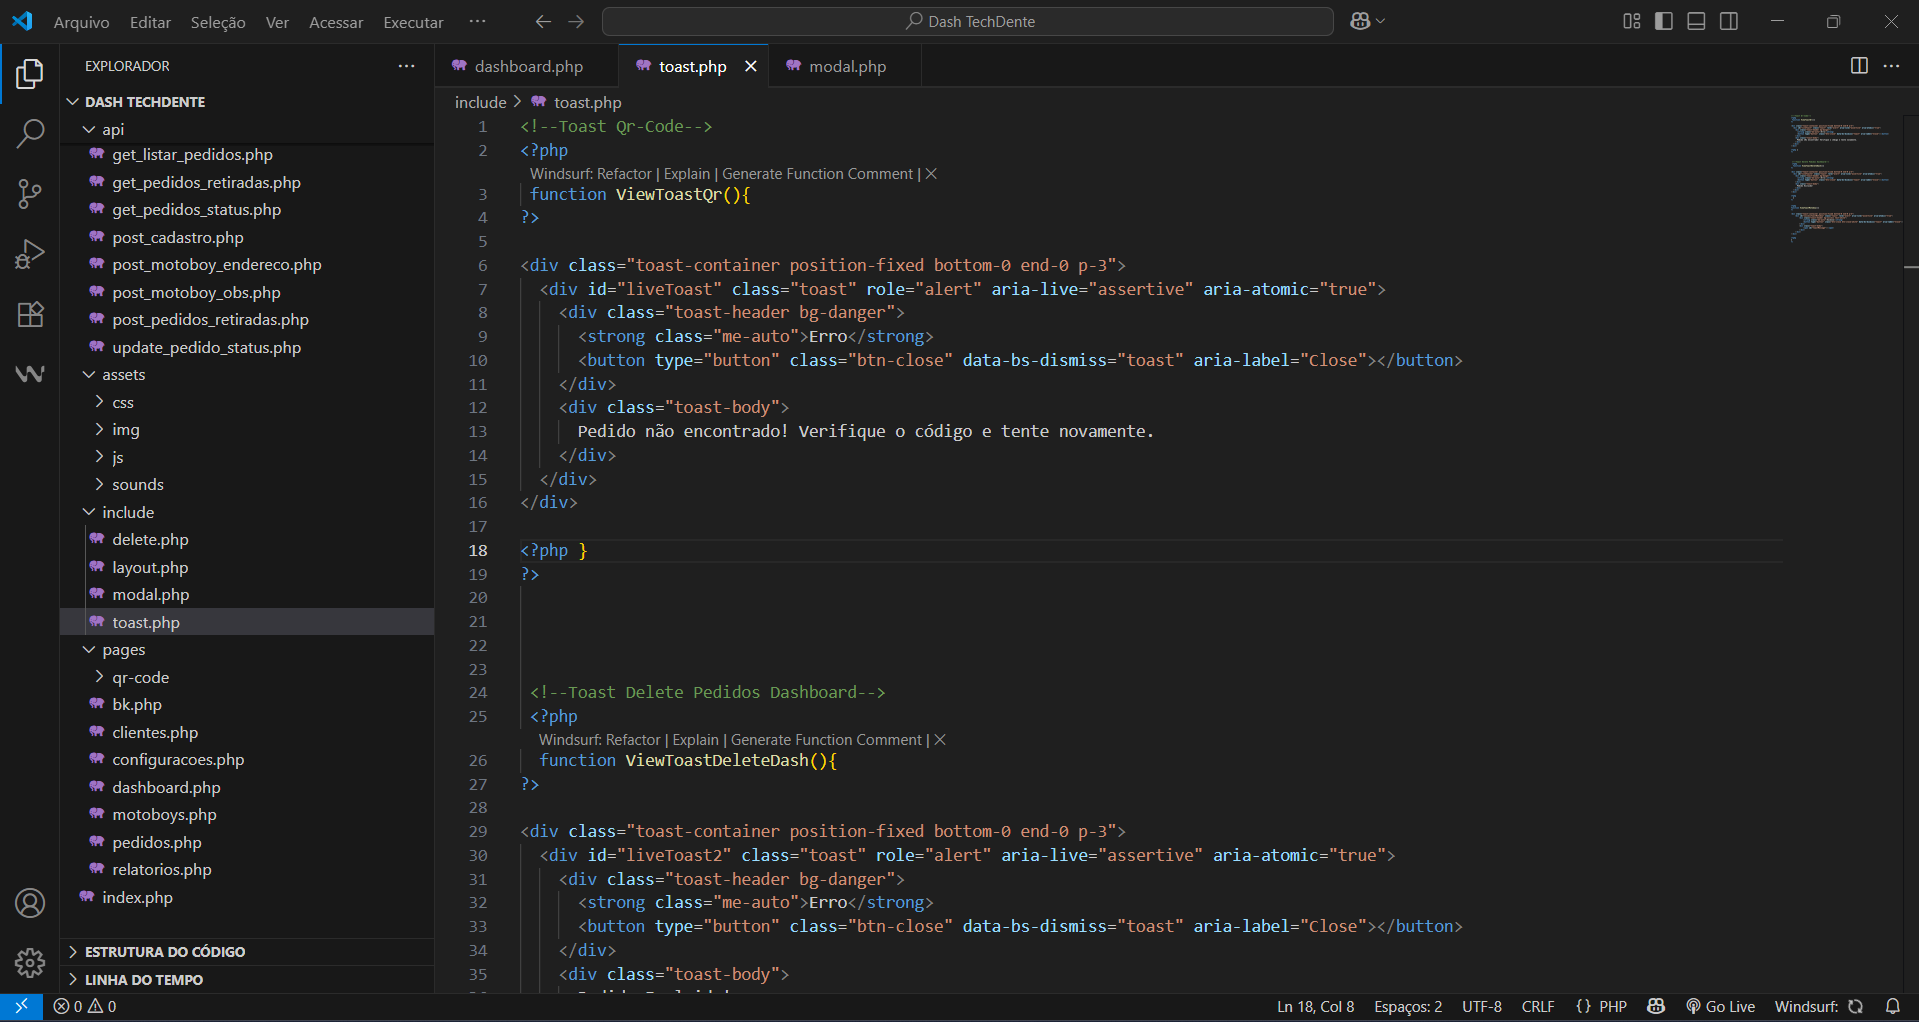 Arquivo Editar Seleção Ver Acessar Executar ··· Dash TechDente
EXPLORADOR ···
DASH TECHDENTE
api
get_listar_pedidos.php
get_pedidos_retiradas.php
get_pedidos_status.php
post_cadastro.php
post_motoboy_endereco.php
post_motoboy_obs.php
post_pedidos_retiradas.php
update_pedido_status.php
assets
css
img
js
sounds
include
delete.php
layout.php
modal.php
toast.php
pages
qr-code
bk.php
clientes.php
configuracoes.php
dashboard.php
motoboys.php
pedidos.php
relatorios.php
index.php
ESTRUTURA DO CÓDIGO
LINHA DO TEMPO
dashboard.php toast.php modal.php
include > toast.php
1 <!--Toast Qr-Code-->
2 <?php
Windsurf: Refactor | Explain | Generate Function Comment | X
3 function ViewToastQr(){
4 ?>
5
6 <div class="toast-container position-fixed bottom-0 end-0 p-3">
7 <div id="liveToast" class="toast" role="alert" aria-live="assertive" aria-atomic="true">
8 <div class="toast-header bg-danger">
9 <strong class="me-auto">Erro</strong>
10 <button type="button" class="btn-close" data-bs-dismiss="toast" aria-label="Close"></button>
11 </div>
12 <div class="toast-body">
13 Pedido não encontrado! Verifique o código e tente novamente.
14 </div>
15 </div>
16 </div>
17
18 <?php }
19 ?>
20
21
22
23
24 <!--Toast Delete Pedidos Dashboard-->
25 <?php
Windsurf: Refactor | Explain | Generate Function Comment | X
26 function ViewToastDeleteDash(){
27 ?>
28
29 <div class="toast-container position-fixed bottom-0 end-0 p-3">
30 <div id="liveToast2" class="toast" role="alert" aria-live="assertive" aria-atomic="true">
31 <div class="toast-header bg-danger">
32 <strong class="me-auto">Erro</strong>
33 <button type="button" class="btn-close" data-bs-dismiss="toast" aria-label="Close"></button>
34 </div>
35 <div class="toast-body">
0 0 Ln 18, Col 8 Espaços: 2 UTF-8 CRLF {} PHP Go Live Windsurf: